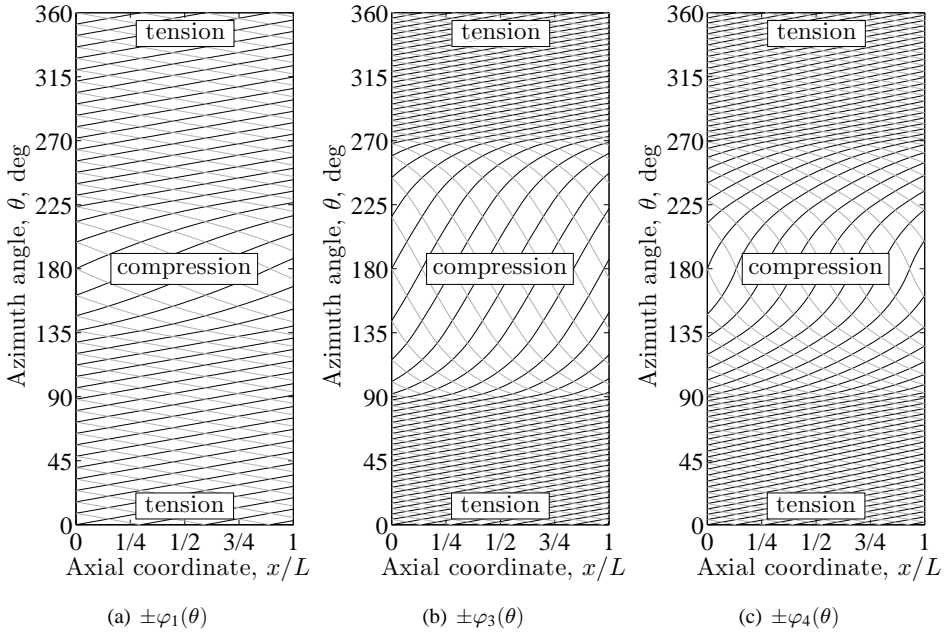 360
315
270
225
180
135
90
45
0
Azimuth angle, θ, deg
tension
compression
tension
0 1/4 1/2 3/4 1
Axial coordinate, x/L
(a) ±φ₁(θ)
360
315
270
225
180
135
90
45
0
Azimuth angle, θ, deg
tension
compression
tension
0 1/4 1/2 3/4 1
Axial coordinate, x/L
(b) ±φ₃(θ)
360
315
270
225
180
135
90
45
0
Azimuth angle, θ, deg
tension
compression
tension
0 1/4 1/2 3/4 1
Axial coordinate, x/L
(c) ±φ₄(θ)